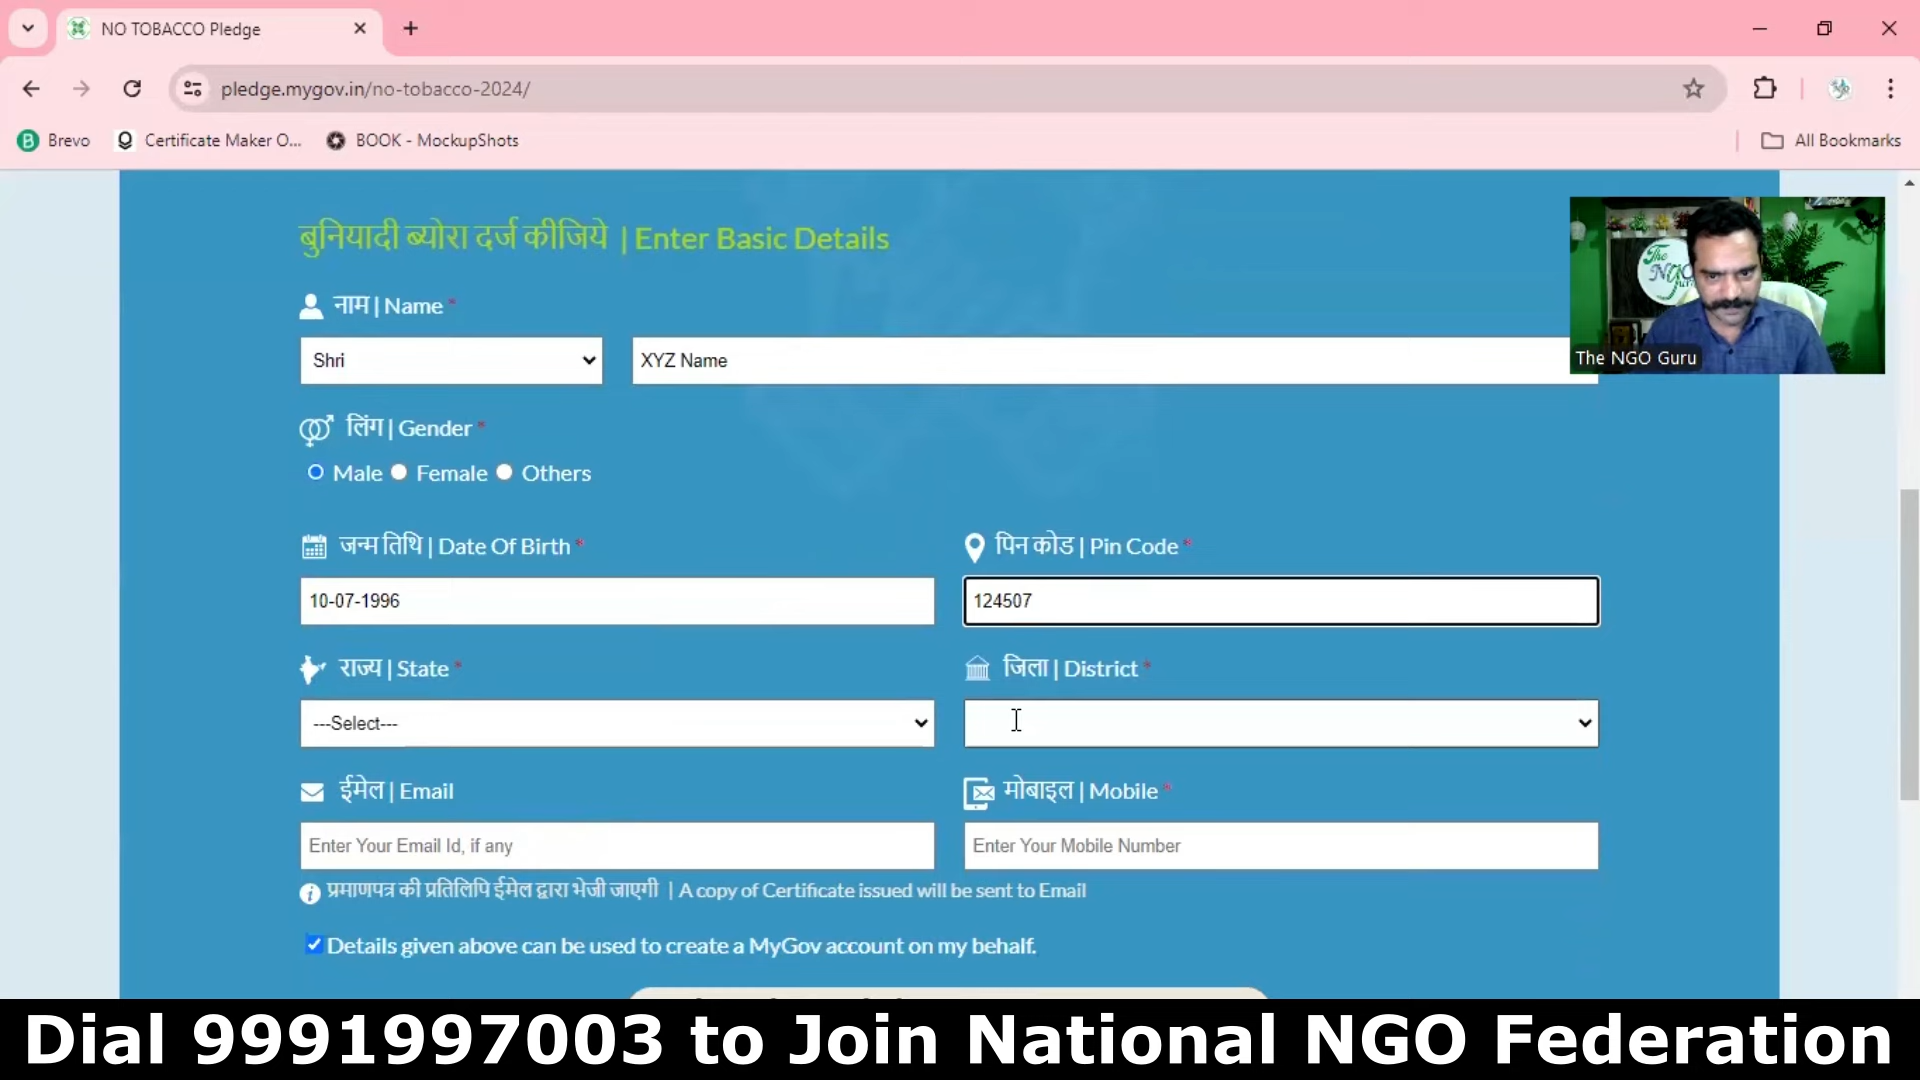 NO TOBACCO Pledge
pledge.mygov.in/no-tobacco-2024/
Brevo
Certificate Maker O...
BOOK - MockupShots
All Bookmarks
बुनियादी ब्योरा दर्ज कीजिये | Enter Basic Details
The NGO Guru
नाम | Name *
Shri
XYZ Name
लिंग | Gender *
Male Female Others
जन्म तिथि | Date Of Birth *
पिन कोड | Pin Code *
10-07-1996
124507
राज्य | State *
जिला | District *
---Select---
ईमेल | Email
मोबाइल | Mobile *
Enter Your Email Id, if any
Enter Your Mobile Number
प्रमाणपत्र की प्रतिलिपि ईमेल द्वारा भेजी जाएगी | A copy of Certificate issued will be sent to Email
Details given above can be used to create a MyGov account on my behalf.
Dial 9991997003 to Join National NGO Federation